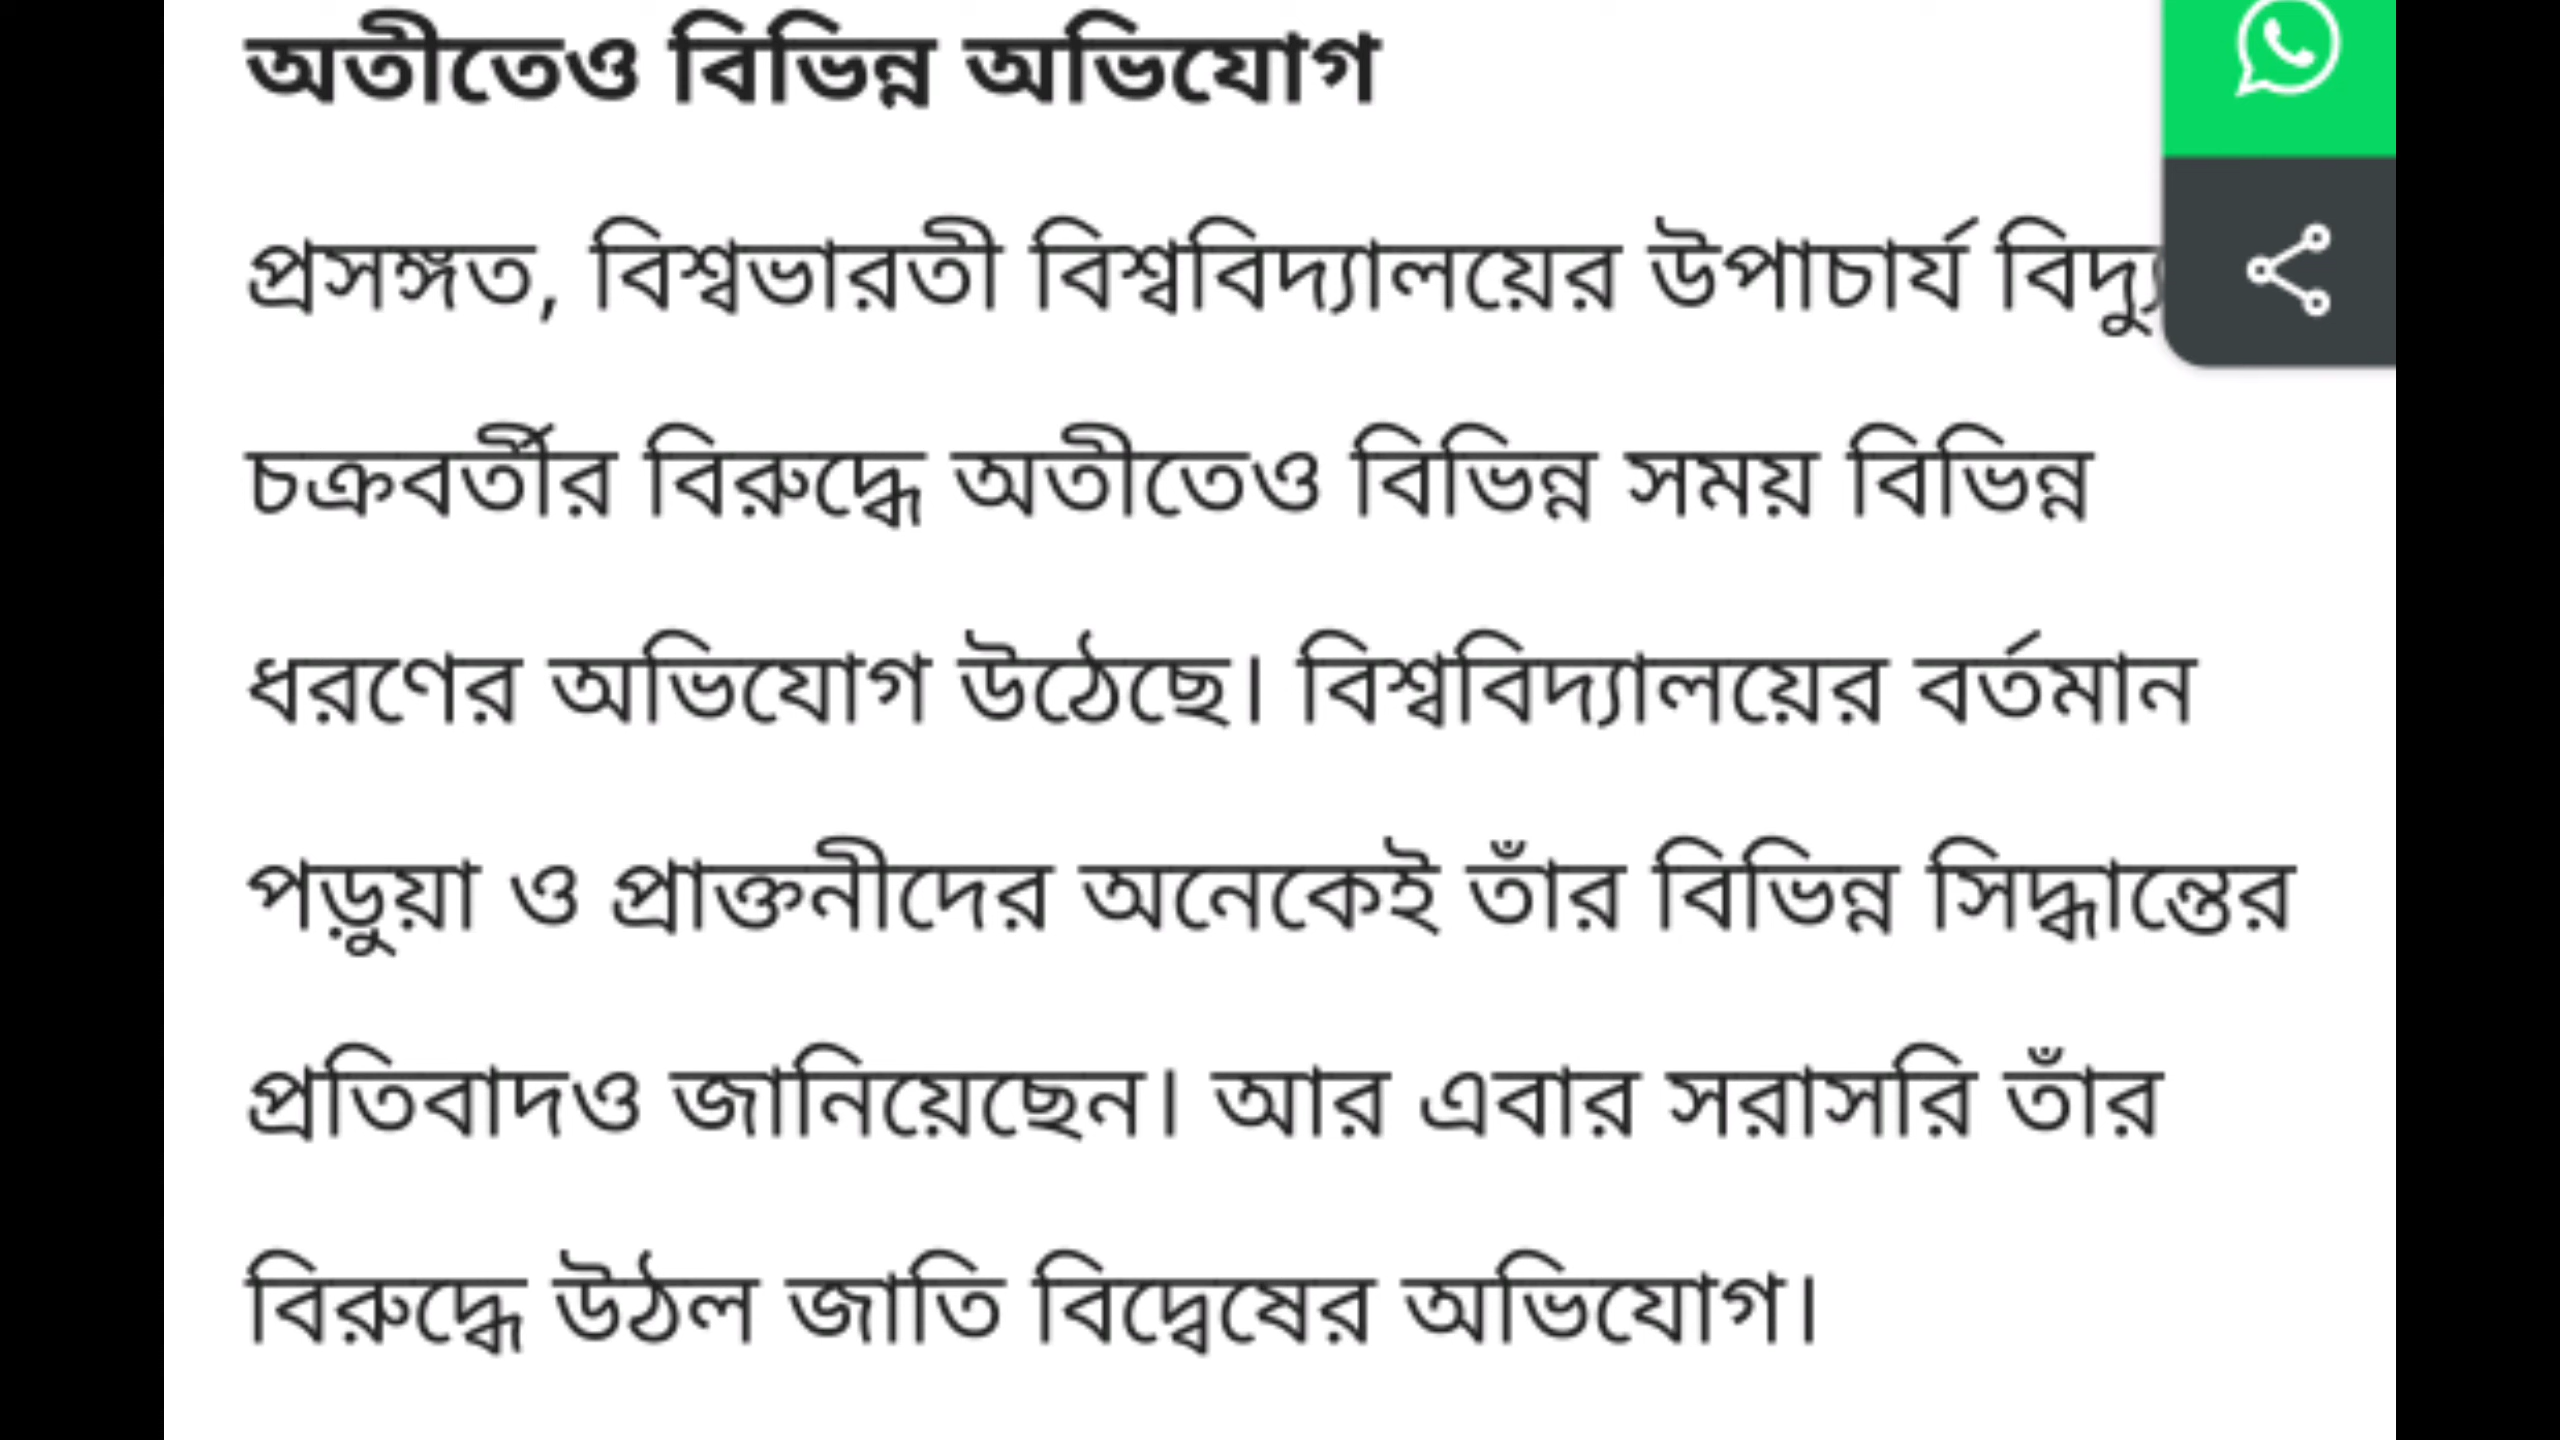 অতীতেও বিভিন্ন অভিযোগ
প্রসঙ্গত, বিশ্বভারতী বিশ্ববিদ্যালয়ের উপাচার্য
চক্রবর্তীর বিরুদ্ধে অতীতেও বিভিন্ন সময় বিভিন্ন
ধরণের অভিযোগ উঠেছে। বিশ্ববিদ্যালয়ের বর্তমান
পড়ুয়া ও প্রাক্তনীদের অনেকেই তাঁর বিভিন্ন সিদ্ধান্তের
প্রতিবাদও জানিয়েছেন। আর এবার সরাসরি তাঁর
বিরুদ্ধে উঠল জাতি বিদ্বেষের অভিযোগ।